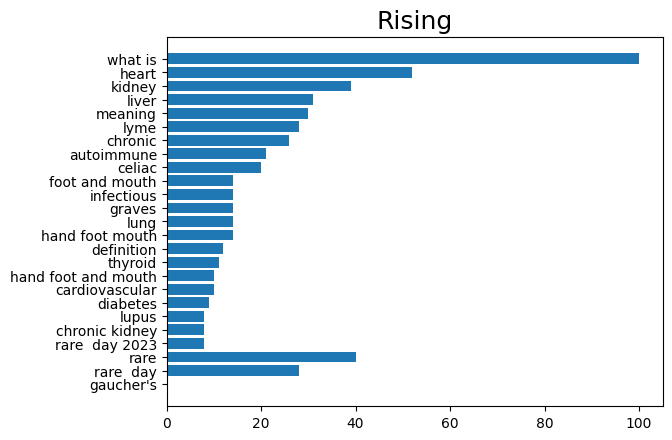 Rising
what is
heart
kidney
liver
meaning
lyme
chronic
autoimmune
celiac
foot and mouth
infectious
graves
lung
hand foot mouth
definition
thyroid
hand foot and mouth
cardiovascular
diabetes
lupus
chronic kidney
rare  day 2023
rare
rare  day
gaucher's
0 20 40 60 80 100